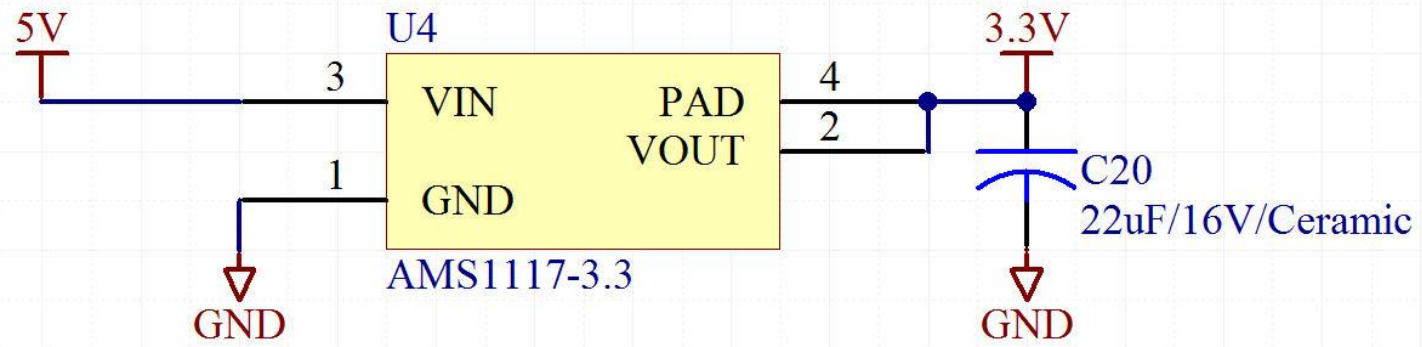 5V
U4
3.3V
3
VIN
PAD
4
VOUT
2
1
GND
C20
22uF/16V/Ceramic
AMS1117-3.3
GND
GND